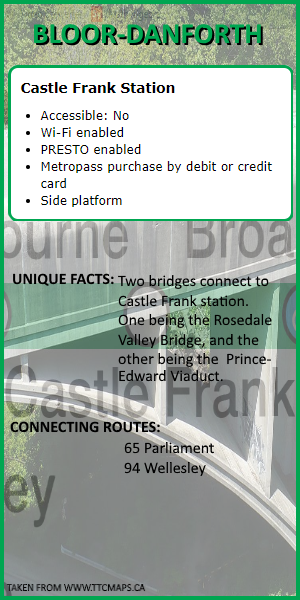 BLOOR-DANFORTH
Castle Frank Station
• Accessible: No
• Wi-Fi enabled
• PRESTO enabled
• Metropass purchase by debit or credit
card
• Side platform
ourne Broa
UNIQUE FACTS: Two bridges connect to
Castle Frank station.
One being the Rosedale
Valley Bridge, and the
other being the Prince-
Edward Viaduct.
Castle Frank
CONNECTING ROUTES:
65 Parliament
94 Wellesley
ey
TAKEN FROM WWW.TTCMAPS.CA